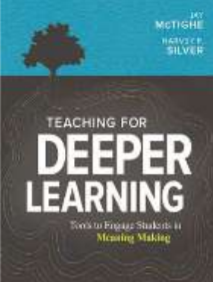 JAY
McTIGHE
HARVEY F.
SILVER
TEACHING FOR
DEEPER
LEARNING
Tools to Engage Students in
Meaning Making